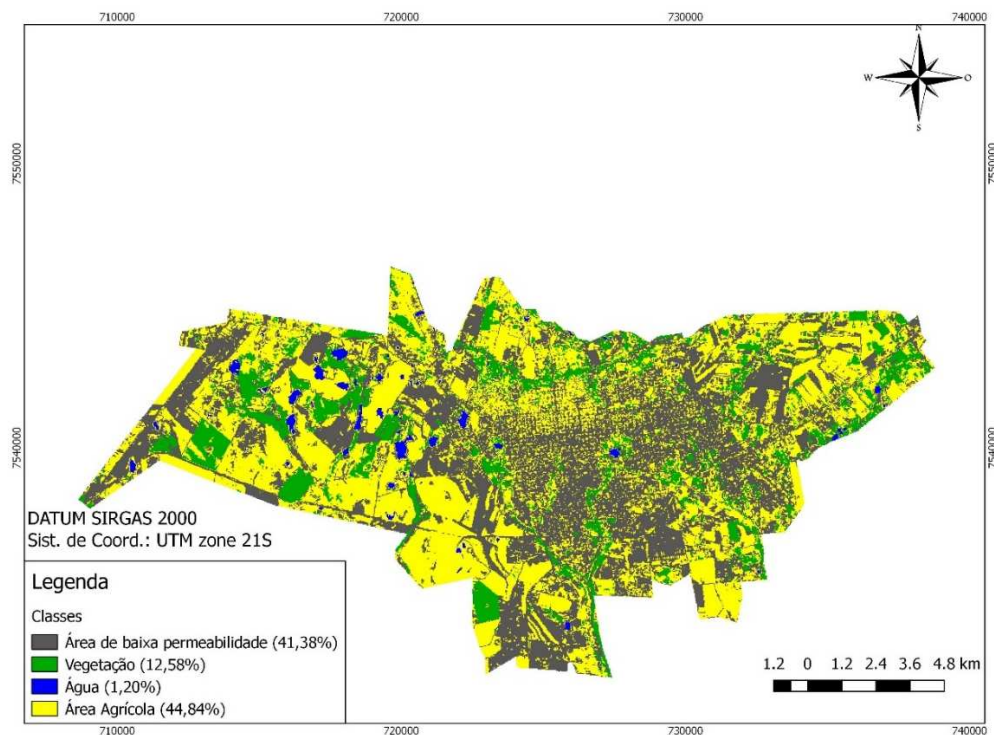 710000 720000 730000 740000
N
W O
S
7550000 7550000
7540000 7540000
DATUM SIRGAS 2000
Sist. de Coord.: UTM zone 21S
Legenda
Classes
Área de baixa permeabilidade (41,38%)
Vegetação (12,58%)
Água (1,20%)
Área Agrícola (44,84%)
1.2 0 1.2 2.4 3.6 4.8 km
710000 720000 730000 740000